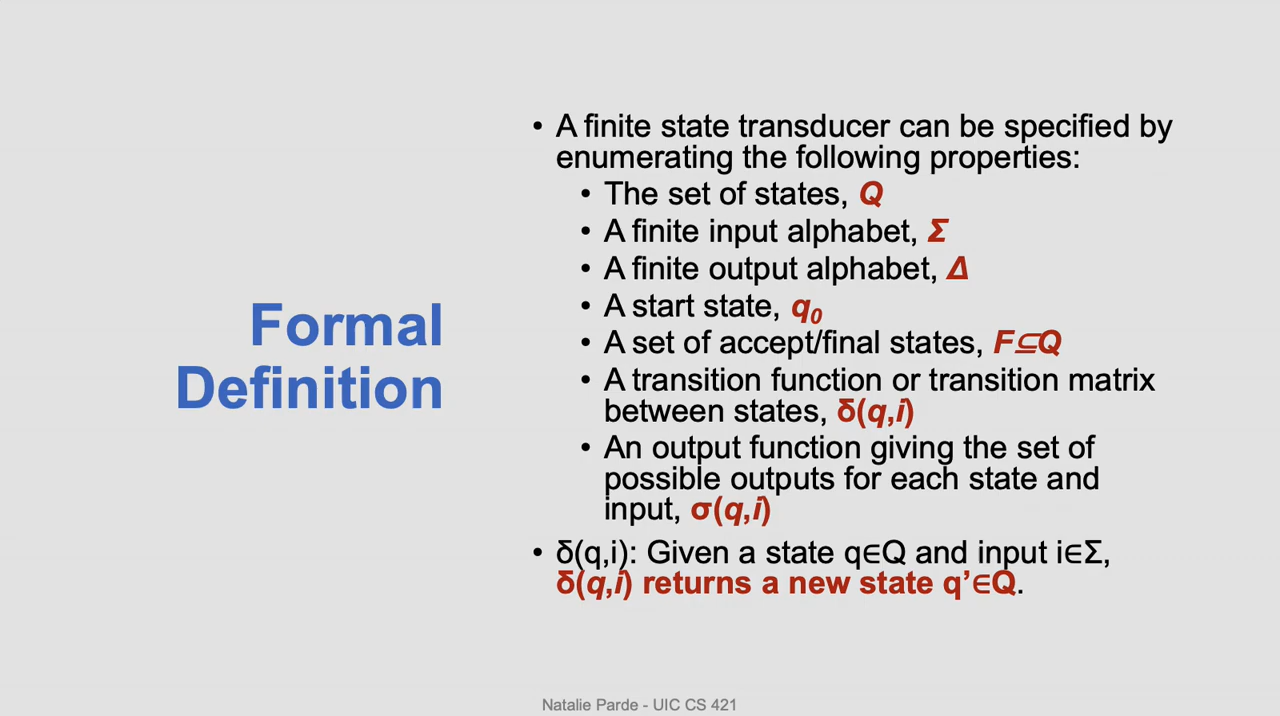 Formal
Definition
• A finite state transducer can be specified by
enumerating the following properties:
• The set of states, Q
• A finite input alphabet, Σ
• A finite output alphabet, Δ
• A start state, q₀
• A set of accept/final states, F⊆Q
• A transition function or transition matrix
between states, δ(q,i)
• An output function giving the set of
possible outputs for each state and
input, σ(q,i)
• δ(q,i): Given a state q∈Q and input i∈Σ,
δ(q,i) returns a new state q’∈Q.
Natalie Parde - UIC CS 421